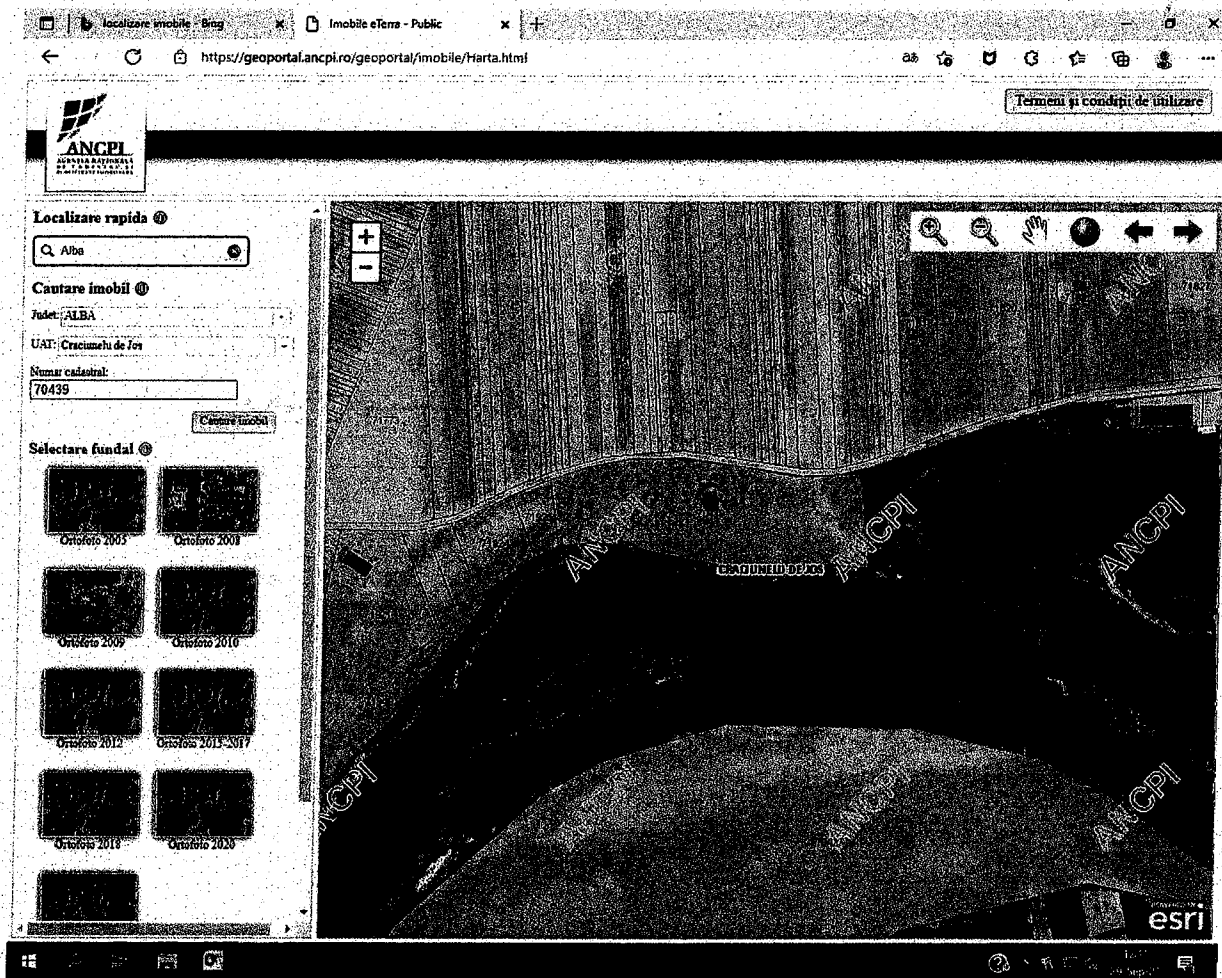 localizare imobile - Bing
Imobile eTerra - Public
https://geoportal.ancpi.ro/geoportal/imobile/Harta.html
Termeni și condiții de utilizare
ANCPI
Localizare rapida
Alba
Cautare imobil
Judet: ALBA
UAT: Craciunelu de Jos
Numar cadastral:
70439
Cautare imobil
Selectare fundal
Ortofoto 2005
Ortofoto 2008
Ortofoto 2009
Ortofoto 2010
Ortofoto 2012
Ortofoto 2015-2017
Ortofoto 2018
Ortofoto 2020
ANCPI
ANCPI
ANCPI
CRACIUNELU DE JOS
ANCPI
ANCPI
ANCPI
esri